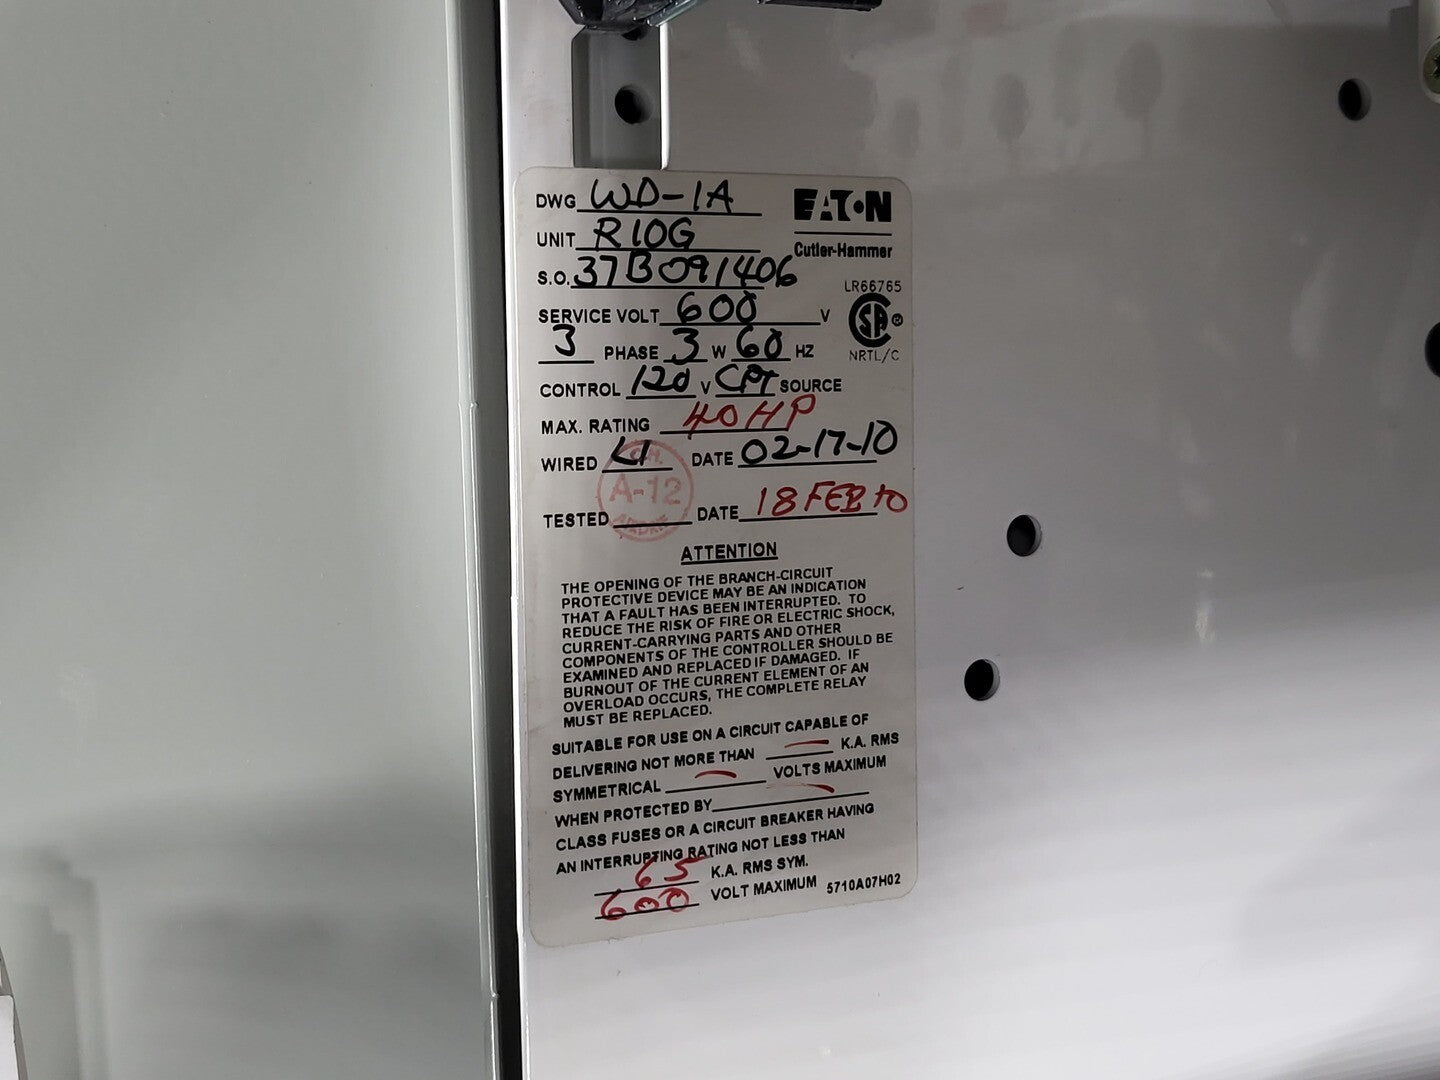 DWG WD-1A
EATON
UNIT R10G
Cutler-Hammer
S.O. 37B091406
LR66765
SERVICE VOLT 600 V
SA
3 PHASE 3 W 60 HZ
NRTL/C
CONTROL 120 V CPT SOURCE
MAX. RATING 40HP
WIRED DATE 02-17-10
A-12
TESTED DATE 18 FEB 10
ATTENTION
THE OPENING OF THE BRANCH-CIRCUIT
PROTECTIVE DEVICE MAY BE AN INDICATION
THAT A FAULT HAS BEEN INTERRUPTED. TO
REDUCE THE RISK OF FIRE OR ELECTRIC SHOCK,
CURRENT-CARRYING PARTS AND OTHER
COMPONENTS OF THE CONTROLLER SHOULD BE
EXAMINED AND REPLACED IF DAMAGED. IF
BURNOUT OF THE CURRENT ELEMENT OF AN
OVERLOAD OCCURS, THE COMPLETE RELAY
MUST BE REPLACED.
SUITABLE FOR USE ON A CIRCUIT CAPABLE OF
DELIVERING NOT MORE THAN — K.A. RMS
SYMMETRICAL — VOLTS MAXIMUM
WHEN PROTECTED BY —
CLASS FUSES OR A CIRCUIT BREAKER HAVING
AN INTERRUPTING RATING NOT LESS THAN
65 K.A. RMS SYM.
600 VOLT MAXIMUM 5710A07H02